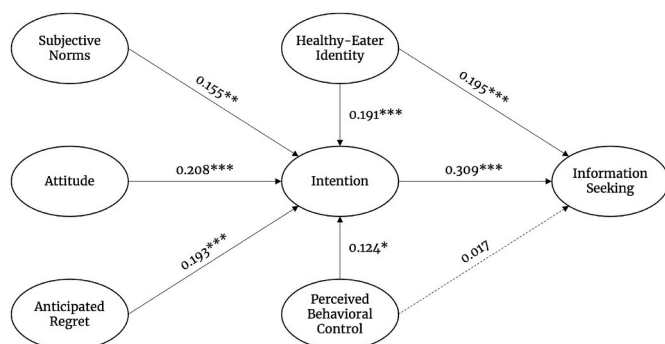 Subjective
Norms
Healthy-Eater
Identity
0.155**
0.191***
0.195***
Attitude
0.208***
Intention
0.309***
Information
Seeking
0.193***
0.124*
0.017
Anticipated
Regret
Perceived
Behavioral
Control